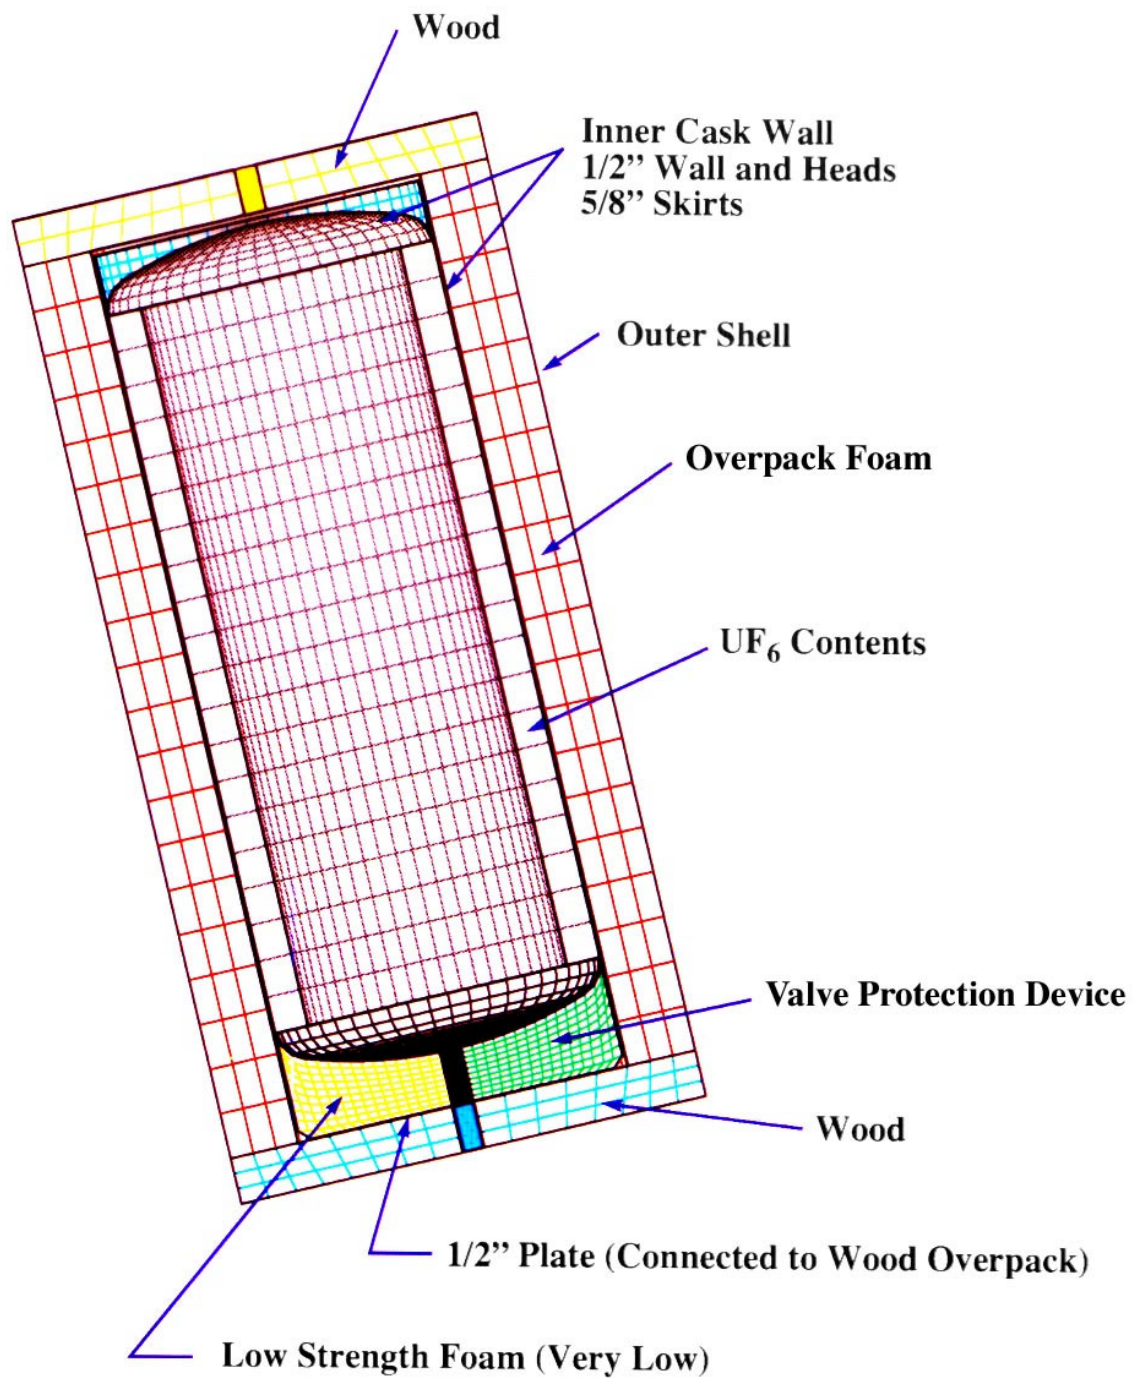 Wood
Inner Cask Wall
1/2” Wall and Heads
5/8” Skirts
Outer Shell
Overpack Foam
UF₆ Contents
Valve Protection Device
Wood
1/2” Plate (Connected to Wood Overpack)
Low Strength Foam (Very Low)